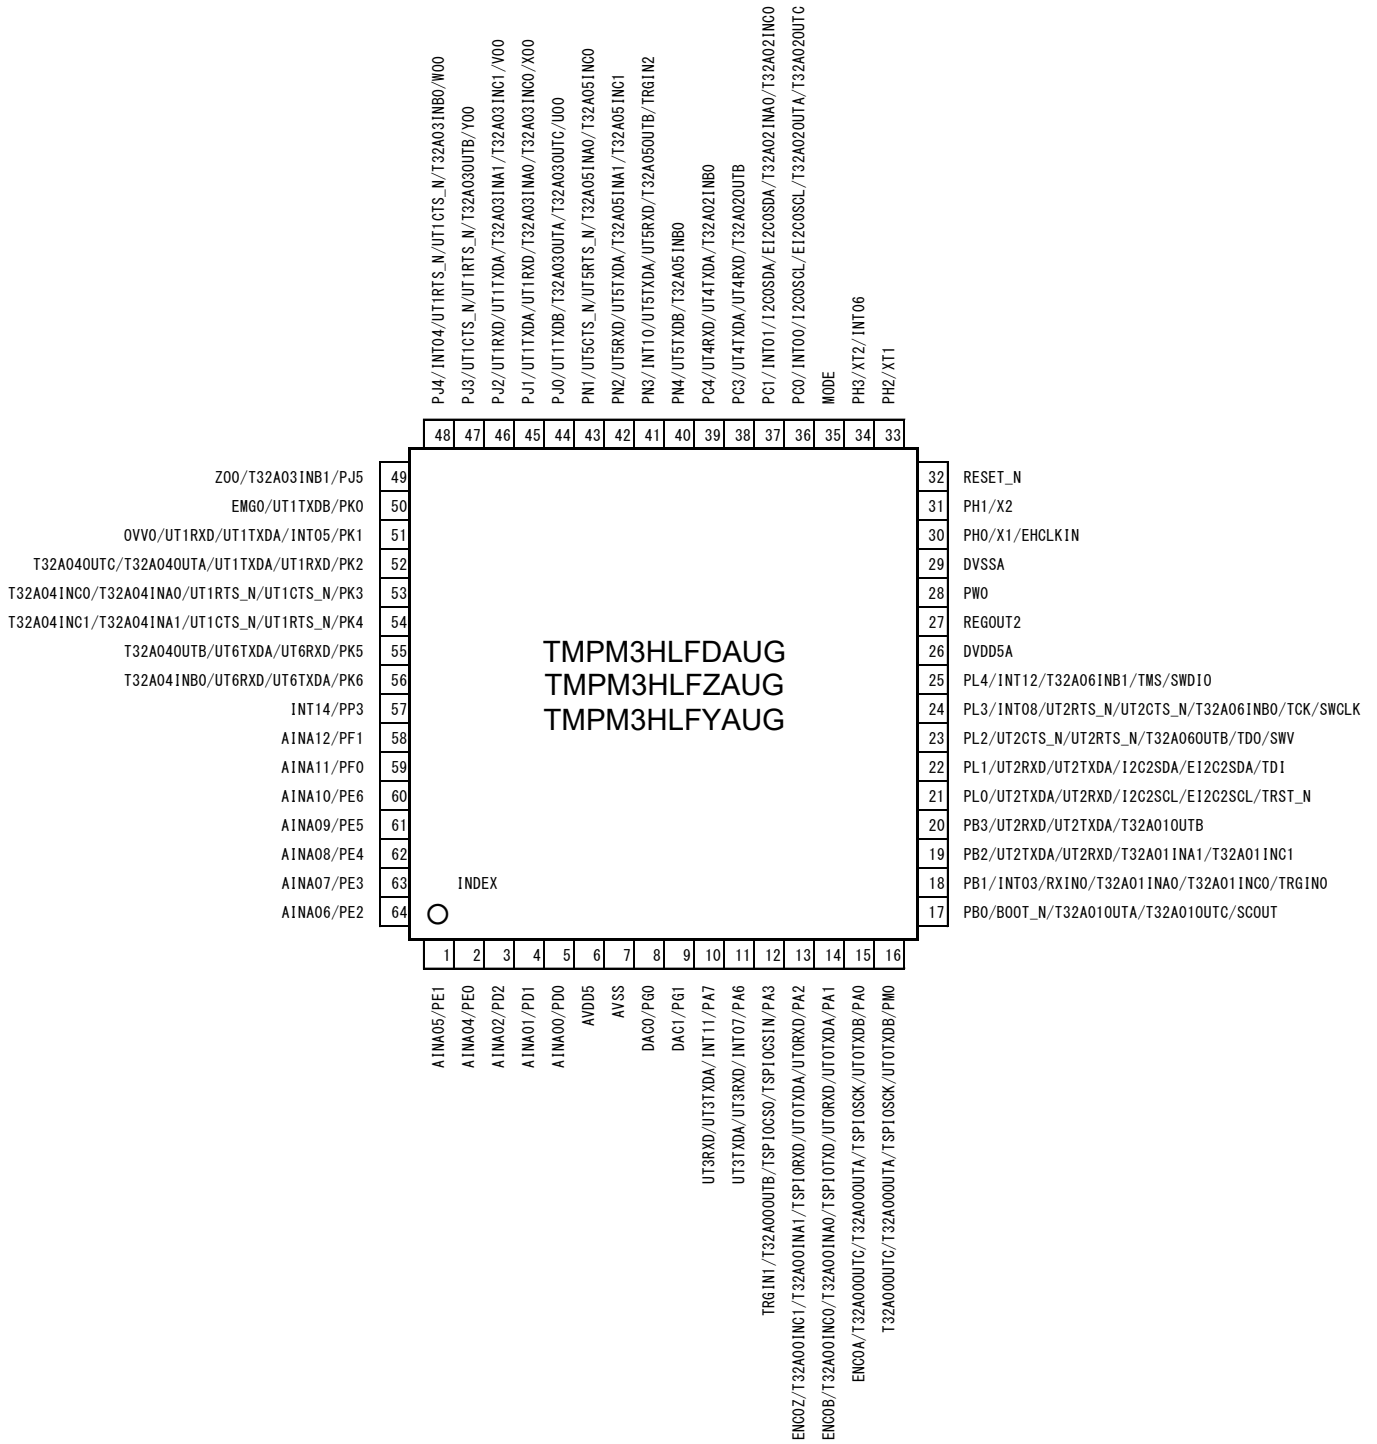 PJ4/INT04/UT1RTS_N/UT1CTS_N/T32A03INB0/WO0
PJ3/UT1CTS_N/UT1RTS_N/T32A03OUTB/YO0
PJ2/UT1RXD/UT1TXDA/T32A03INA1/T32A03INC1/VO0
PJ1/UT1TXDA/UT1RXD/T32A03INA0/T32A03INC0/XO0
PJ0/UT1TXDB/T32A03OUTA/T32A03OUTC/UO0
PN1/UT5CTS_N/UT5RTS_N/T32A05INA0/T32A05INC0
PN2/UT5RXD/UT5TXDA/T32A05INA1/T32A05INC1
PN3/INT10/UT5TXDA/UT5RXD/T32A05OUTB/TRGIN2
PN4/UT5TXDB/T32A05INB0
PC4/UT4RXD/UT4TXDA/T32A02INB0
PC3/UT4TXDA/UT4RXD/T32A02OUTB
PC1/INT01/I2C0SDA/EI2C0SDA/T32A02INA0/T32A02INC0
PC0/INT00/I2C0SCL/EI2C0SCL/T32A02OUTA/T32A02OUTC
MODE
PH3/XT2/INT06
PH2/XT1
48 47 46 45 44 43 42 41 40 39 38 37 36 35 34 33
ZO0/T32A03INB1/PJ5 49
EMG0/UT1TXDB/PK0 50
OVV0/UT1RXD/UT1TXDA/INT05/PK1 51
T32A04OUTC/T32A04OUTA/UT1TXDA/UT1RXD/PK2 52
T32A04INC0/T32A04INA0/UT1RTS_N/UT1CTS_N/PK3 53
T32A04INC1/T32A04INA1/UT1CTS_N/UT1RTS_N/PK4 54
T32A04OUTB/UT6TXDA/UT6RXD/PK5 55
T32A04INB0/UT6RXD/UT6TXDA/PK6 56
INT14/PP3 57
AINA12/PF1 58
AINA11/PF0 59
AINA10/PE6 60
AINA09/PE5 61
AINA08/PE4 62
AINA07/PE3 63
AINA06/PE2 64
TMPM3HLFDAUG
TMPM3HLFZAUG
TMPM3HLFYAUG
INDEX
32 RESET_N
31 PH1/X2
30 PH0/X1/EHCLKIN
29 DVSSA
28 PW0
27 REGOUT2
26 DVDD5A
25 PL4/INT12/T32A06INB1/TMS/SWDIO
24 PL3/INT08/UT2RTS_N/UT2CTS_N/T32A06INB0/TCK/SWCLK
23 PL2/UT2CTS_N/UT2RTS_N/T32A06OUTB/TDO/SWV
22 PL1/UT2RXD/UT2TXDA/I2C2SDA/EI2C2SDA/TDI
21 PL0/UT2TXDA/UT2RXD/I2C2SCL/EI2C2SCL/TRST_N
20 PB3/UT2RXD/UT2TXDA/T32A01OUTB
19 PB2/UT2TXDA/UT2RXD/T32A01INA1/T32A01INC1
18 PB1/INT03/RXIN0/T32A01INA0/T32A01INC0/TRGIN0
17 PB0/BOOT_N/T32A01OUTA/T32A01OUTC/SCOUT
1 2 3 4 5 6 7 8 9 10 11 12 13 14 15 16
AINA05/PE1
AINA04/PE0
AINA02/PD2
AINA01/PD1
AINA00/PD0
AVDD5
AVSS
DAC0/PG0
DAC1/PG1
UT3RXD/UT3TXDA/INT11/PA7
UT3TXDA/UT3RXD/INT07/PA6
TRGIN1/T32A00OUTB/TSPI0CS0/TSPI0CSIN/PA3
ENC0Z/T32A00INC1/T32A00INA1/TSPI0RXD/UT0TXDA/UT0RXD/PA2
ENC0B/T32A00INC0/T32A00INA0/TSPI0TXD/UT0RXD/UT0TXDA/PA1
ENC0A/T32A00OUTC/T32A00OUTA/TSPI0SCK/UT0TXDB/PA0
T32A00OUTC/T32A00OUTA/TSPI0SCK/UT0TXDB/PM0